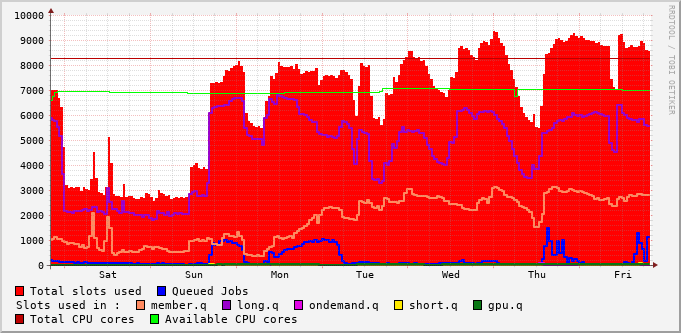 10000
9000
8000
7000
6000
5000
4000
3000
2000
1000
0
Sat Sun Mon Tue Wed Thu Fri
RRDTOOL / TOBI OETIKER
Total slots used Queued Jobs
Slots used in : member.q long.q ondemand.q short.q gpu.q
Total CPU cores Available CPU cores